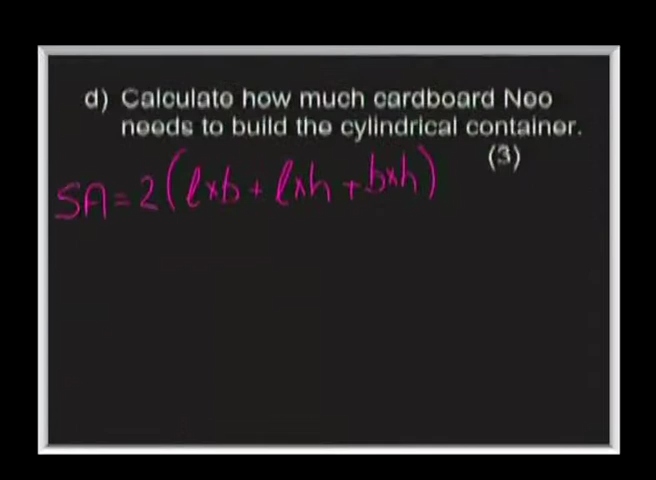 d) Calculate how much cardboard Neo
needs to build the cylindrical container.
(3)
SA = 2 (l×b + l×h + b×h)